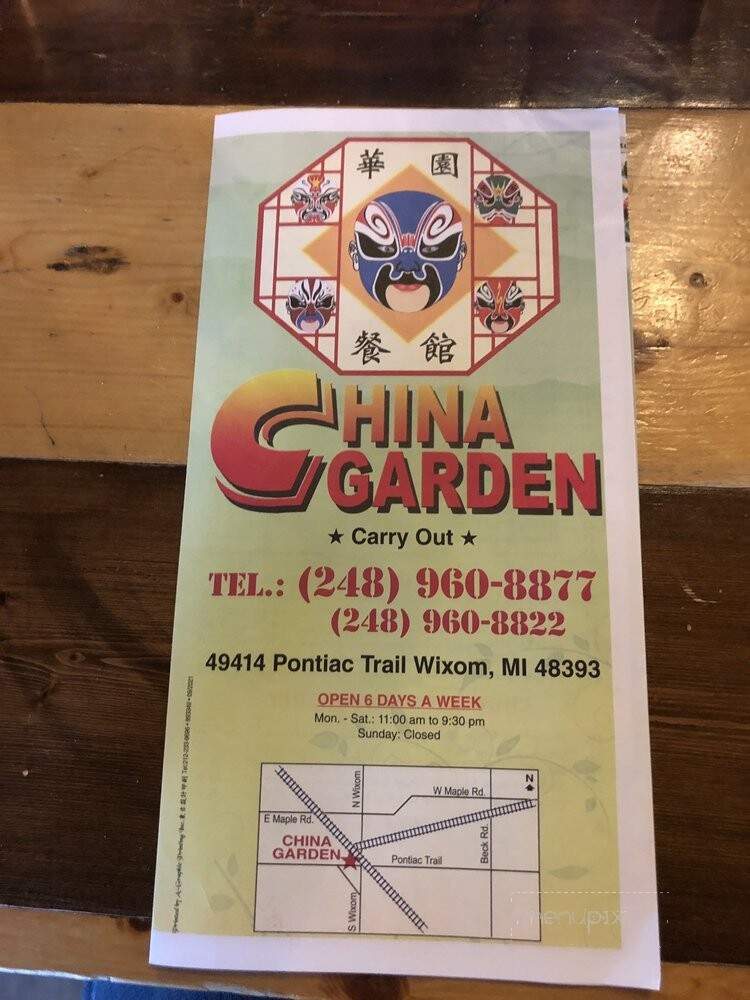 華 園
餐 館
CHINA
GARDEN
★ Carry Out ★
TEL.: (248) 960-8877
(248) 960-8822
49414 Pontiac Trail Wixom, MI 48393
OPEN 6 DAYS A WEEK
Mon. - Sat.: 11:00 am to 9:30 pm
Sunday: Closed
N
N Wixom
W Maple Rd.
E Maple Rd.
CHINA
GARDEN
Pontiac Trail
Beck Rd.
S Wixom
menupix